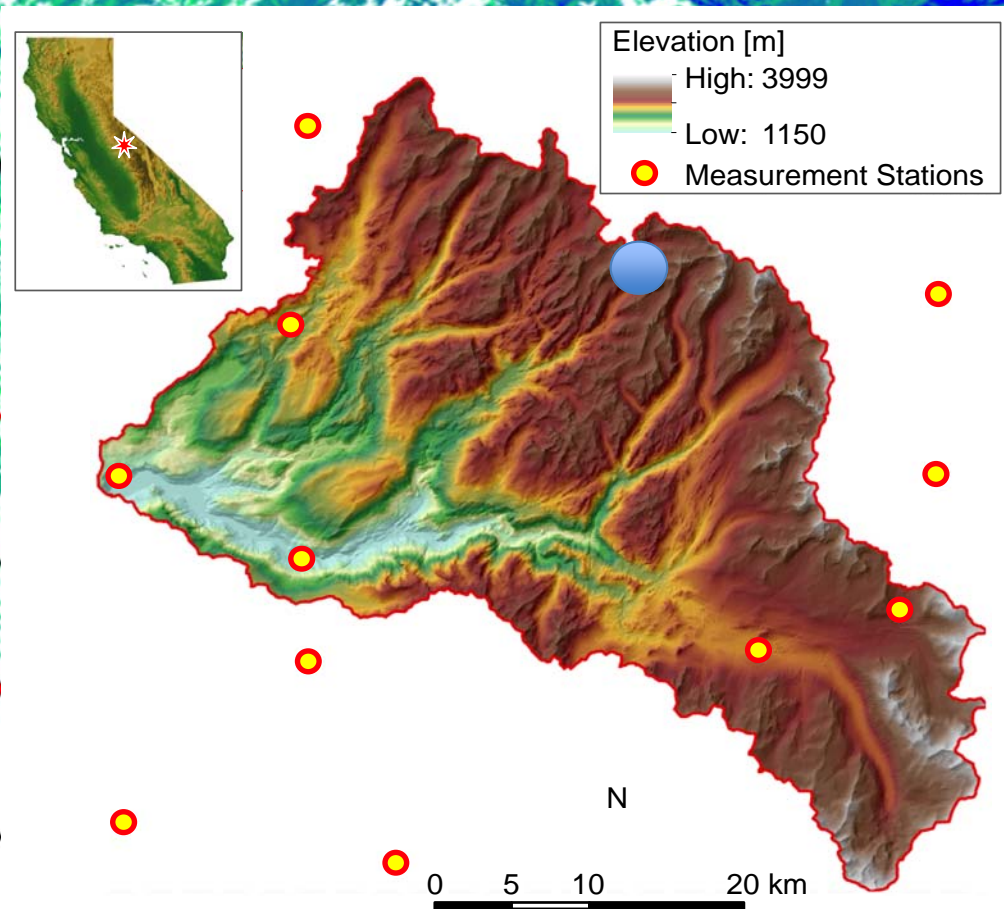 Elevation [m]
High: 3999
Low: 1150
Measurement Stations
N
0 5 10 20 km